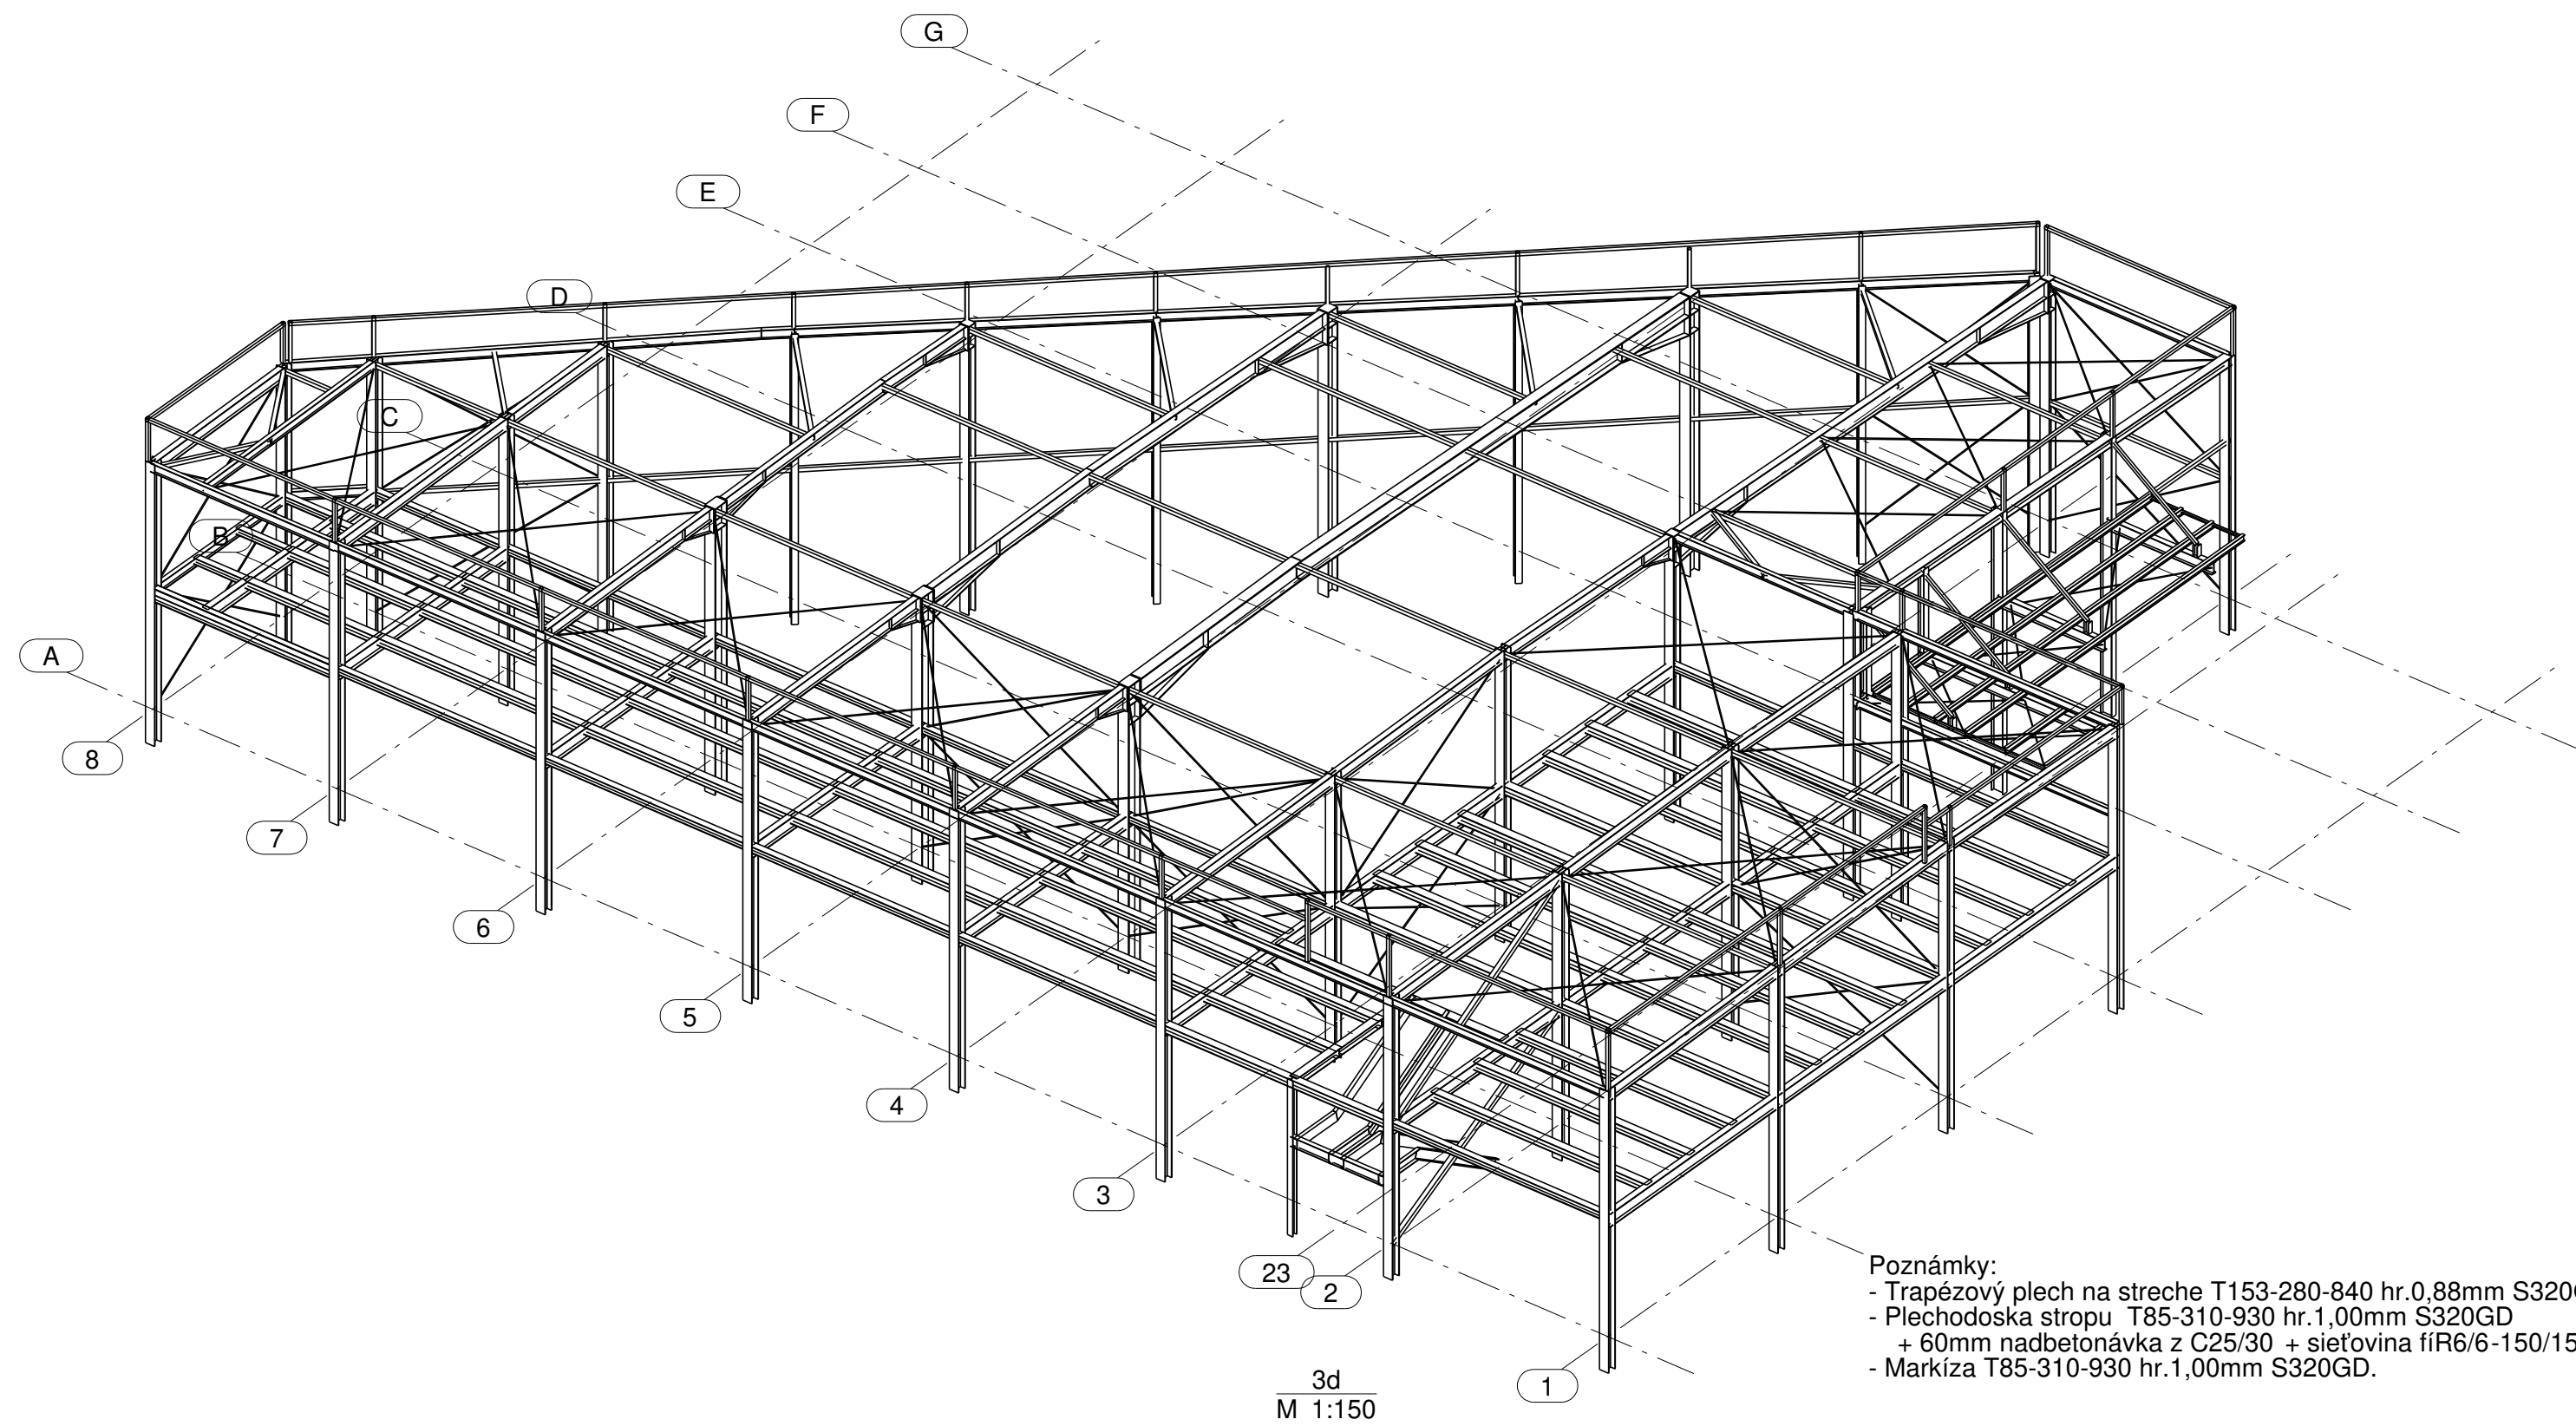 G
F
E
D
C
B
A
8
7
6
5
4
3
23
2
1
Poznámky:
- Trapézový plech na streche T153-280-840 hr.0,88mm
- Plechodoska stropu T85-310-930 hr.1,00mm S320GD
+ 60mm nadbetonávka z C25/30 + sieťovina fíR6/6-150/15
- Markíza T85-310-930 hr.1,00mm S320GD.
3d
M 1:150